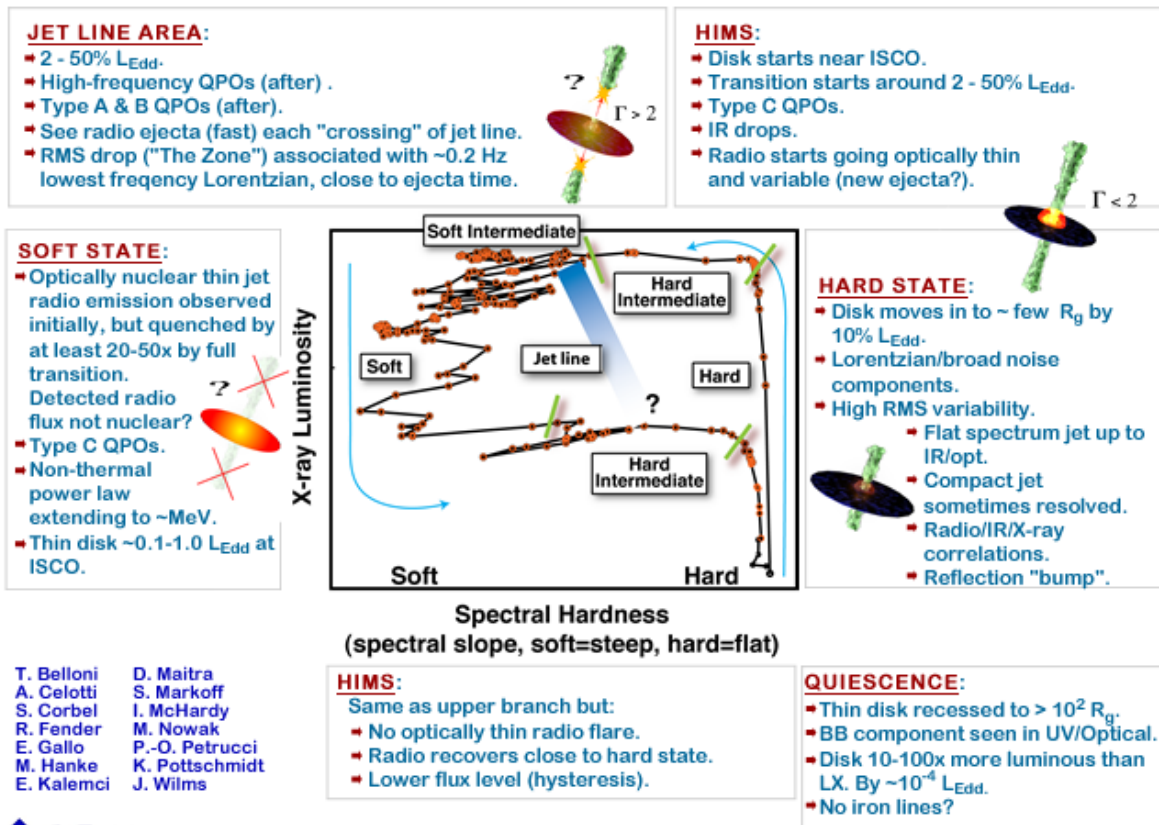 JET LINE AREA:
➡ 2 - 50% L_Edd.
➡ High-frequency QPOs (after) .
➡ Type A & B QPOs (after).
➡ See radio ejecta (fast) each "crossing" of jet line.
➡ RMS drop ("The Zone") associated with ~0.2 Hz
lowest freqency Lorentzian, close to ejecta time.
?
Γ > 2
HIMS:
➡ Disk starts near ISCO.
➡ Transition starts around 2 - 50% L_Edd.
➡ Type C QPOs.
➡ IR drops.
➡ Radio starts going optically thin
and variable (new ejecta?).
Γ < 2
SOFT STATE:
➡ Optically nuclear thin jet
radio emission observed
initially, but quenched by
at least 20-50x by full
transition.
Detected radio
flux not nuclear?
➡ Type C QPOs.
➡ Non-thermal
power law
extending to ~MeV.
➡ Thin disk ~0.1-1.0 L_Edd at
ISCO.
?
X-ray Luminosity
Soft Intermediate
Hard
Intermediate
Soft
Jet line
Hard
?
Hard
Intermediate
Soft
Hard
Spectral Hardness
(spectral slope, soft=steep, hard=flat)
HARD STATE:
➡ Disk moves in to ~ few R_g by
10% L_Edd.
➡ Lorentzian/broad noise
components.
➡ High RMS variability.
➡ Flat spectrum jet up to
IR/opt.
➡ Compact jet
sometimes resolved.
➡ Radio/IR/X-ray
correlations.
➡ Reflection "bump".
T. Belloni
A. Celotti
S. Corbel
R. Fender
E. Gallo
M. Hanke
E. Kalemci
D. Maitra
S. Markoff
I. McHardy
M. Nowak
P.-O. Petrucci
K. Pottschmidt
J. Wilms
HIMS:
Same as upper branch but:
➡ No optically thin radio flare.
➡ Radio recovers close to hard state.
➡ Lower flux level (hysteresis).
QUIESCENCE:
➡ Thin disk recessed to > 10² R_g.
➡ BB component seen in UV/Optical.
➡ Disk 10-100x more luminous than
LX. By ~10⁻⁴ L_Edd.
➡ No iron lines?